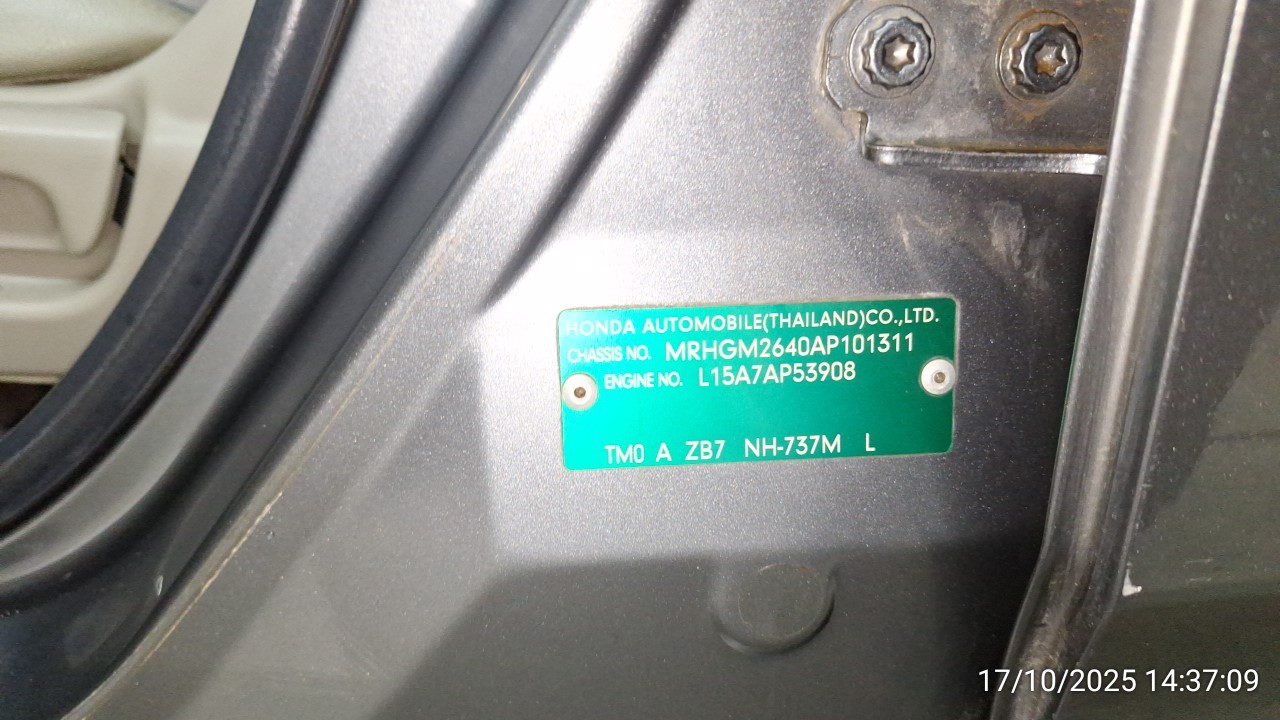 HONDA AUTOMOBILE(THAILAND)CO.,LTD.
CHASSIS NO. MRHGM2640AP101311
ENGINE NO. L15A7AP53908
TM0 A ZB7 NH-737M L
17/10/2025 14:37:09